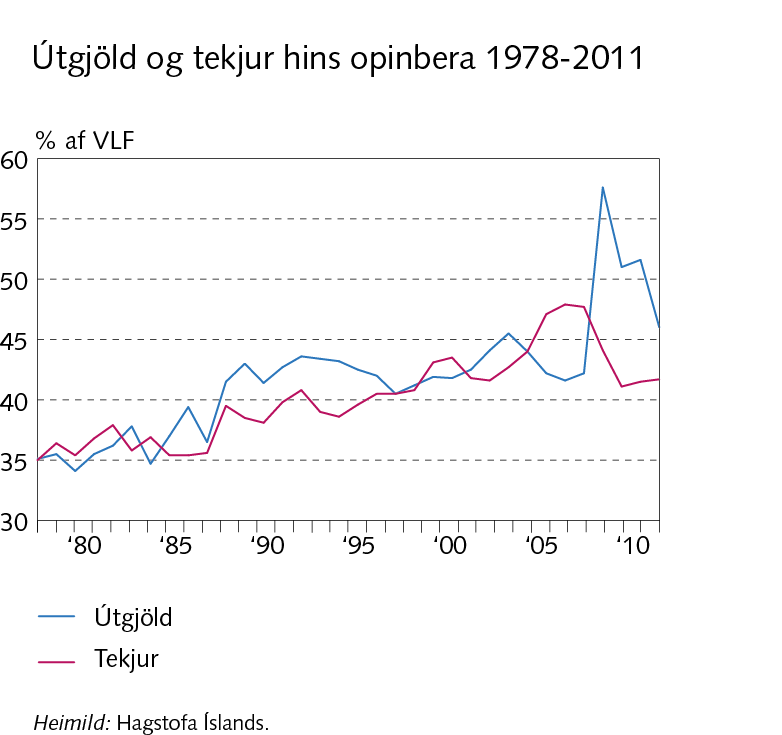 Útgjöld og tekjur hins opinbera 1978-2011
% af VLF
60
55
50
45
40
35
30
‘80 ‘85 ‘90 ‘95 ‘00 ‘05 ‘10
Útgjöld
Tekjur
Heimild: Hagstofa Íslands.